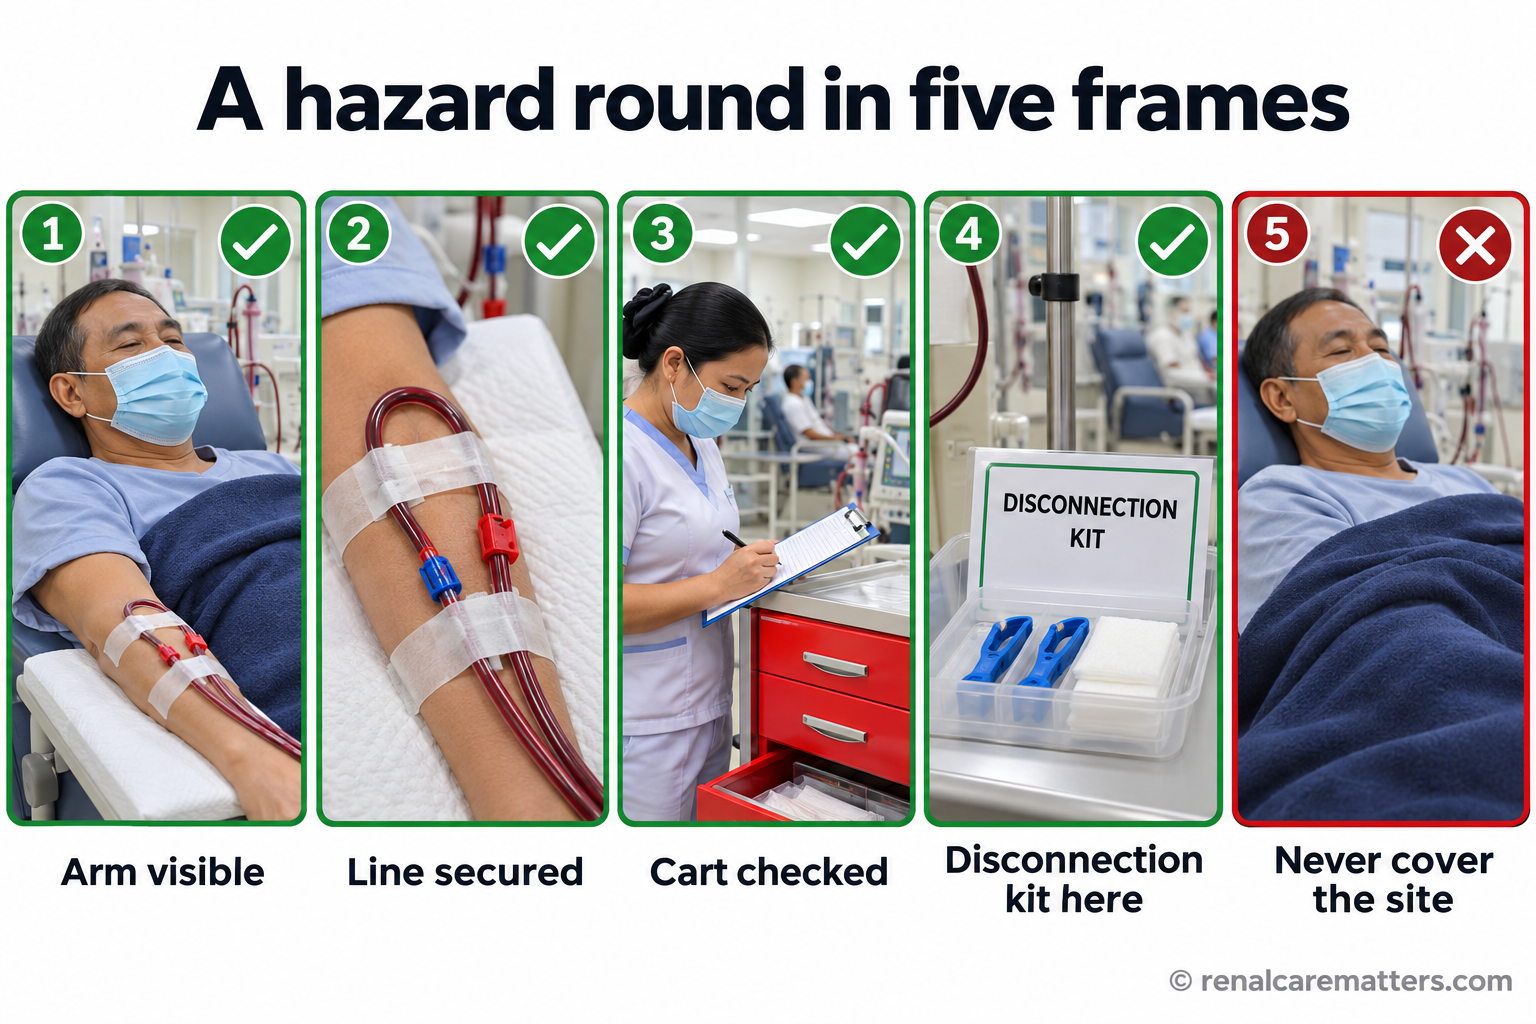 A hazard round in five frames
1
2
3
4
5
DISCONNECTION
KIT
Arm visible
Line secured
Cart checked
Disconnection
kit here
Never cover
the site
© renalcarematters.com